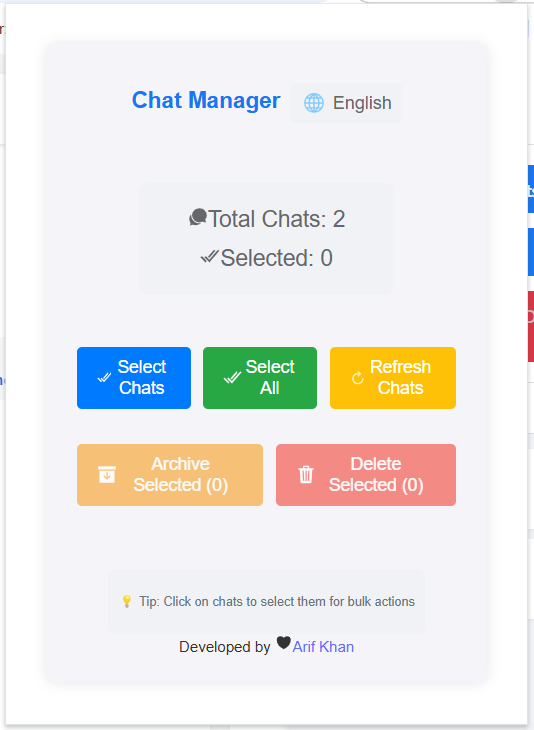 Chat Manager
English
Total Chats: 2
Selected: 0
Select
Chats
Select
All
Refresh
Chats
Archive
Selected (0)
Delete
Selected (0)
Tip: Click on chats to select them for bulk actions
Developed by Arif Khan